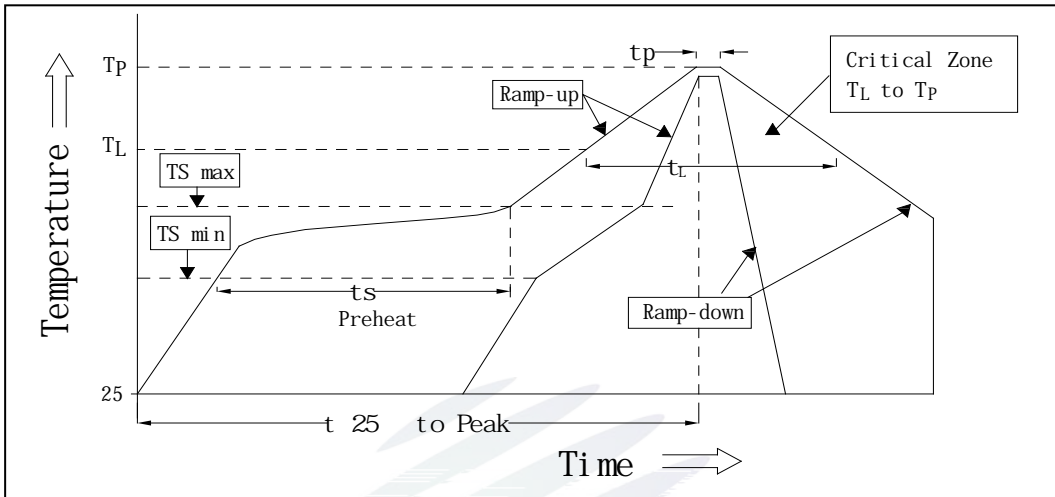 tp
TP
Critical Zone
TL to TP
Ramp-up
TL
TS max
tL
TS min
ts
Preheat
Ramp-down
25
t 25 to Peak
Time
Temperature